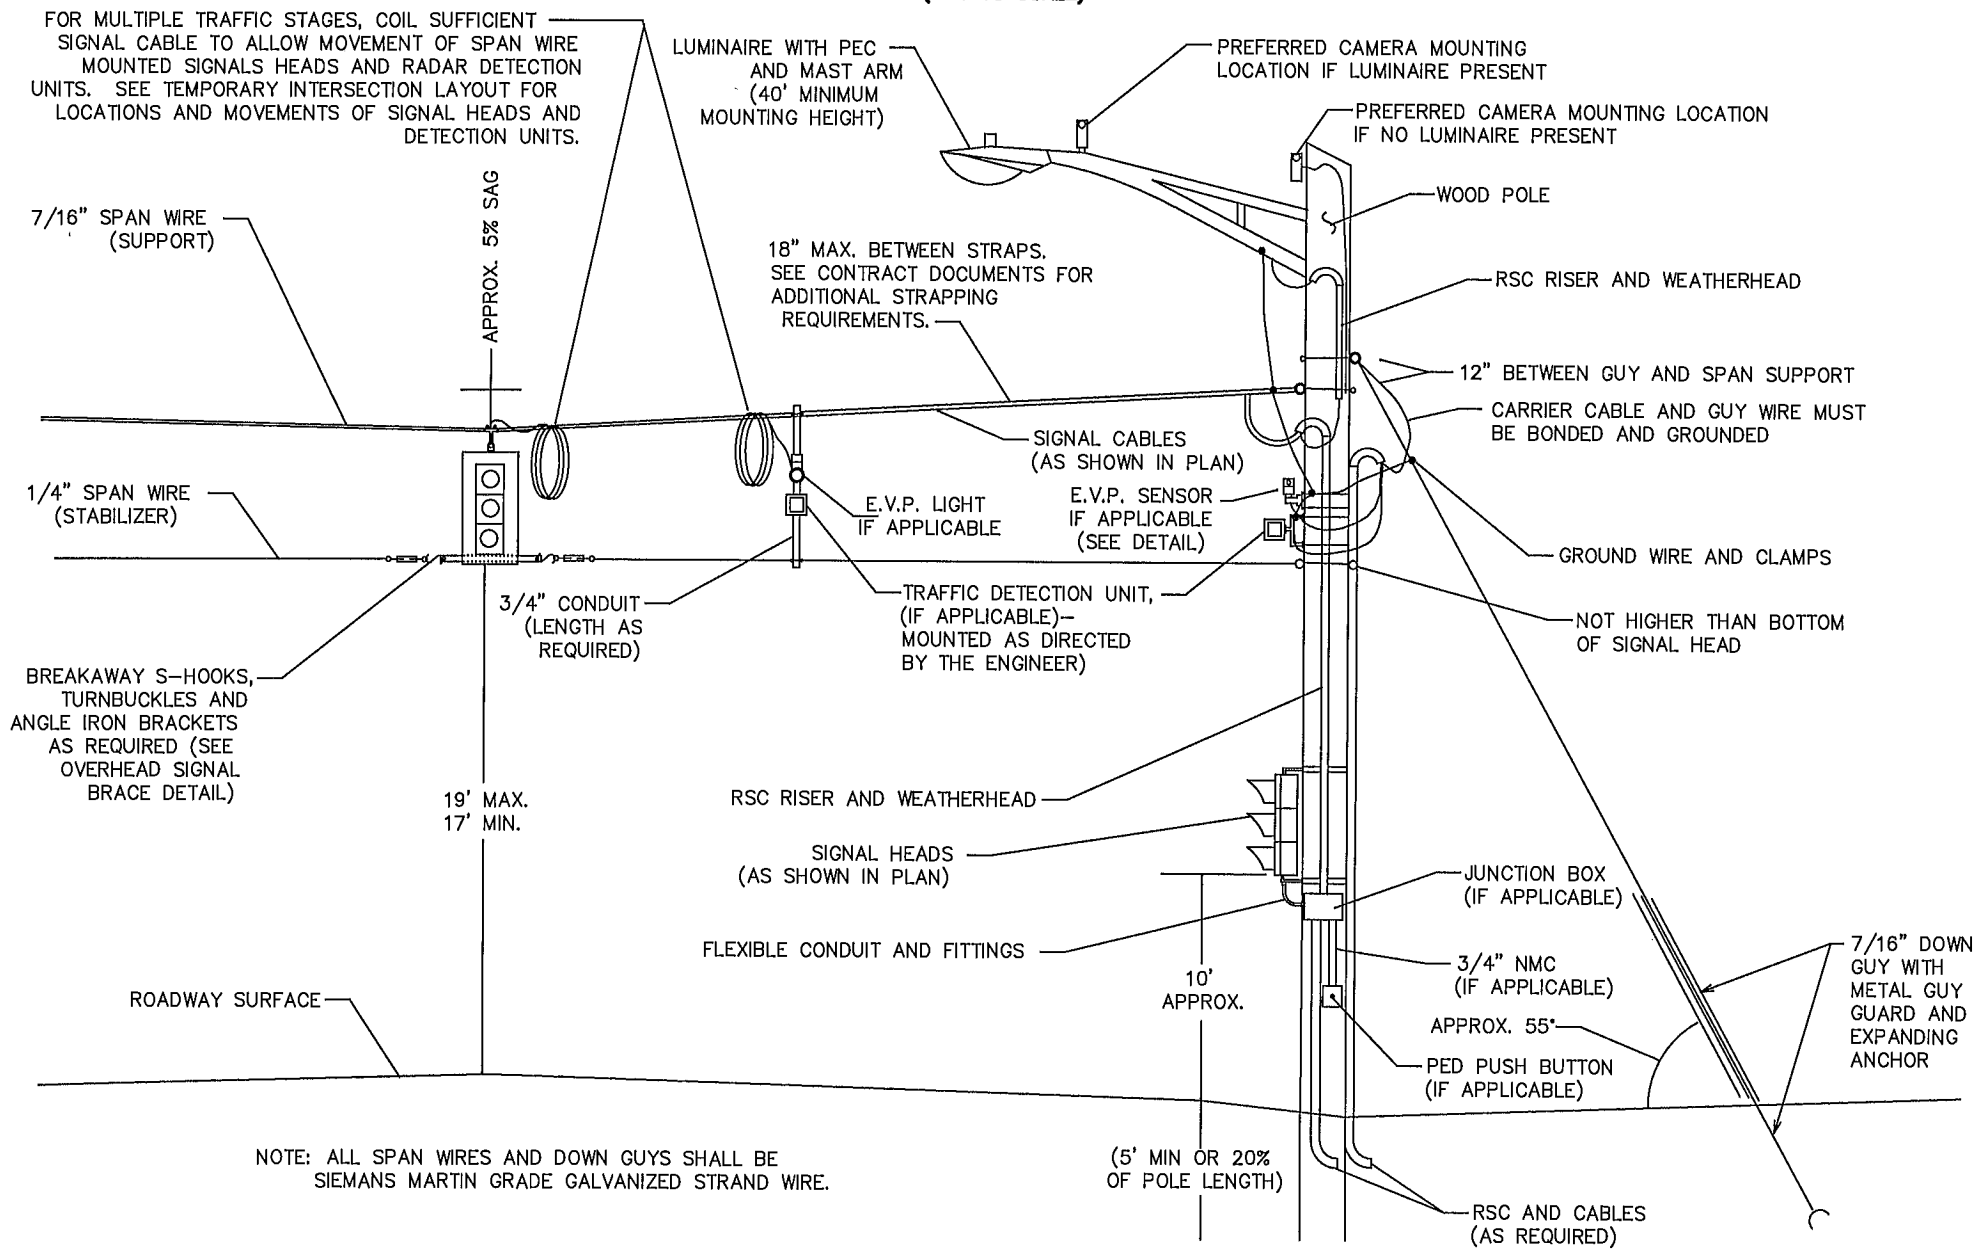 FOR MULTIPLE TRAFFIC STAGES, COIL SUFFICIENT
SIGNAL CABLE TO ALLOW MOVEMENT OF SPAN WIRE
MOUNTED SIGNALS HEADS AND RADAR DETECTION
UNITS. SEE TEMPORARY INTERSECTION LAYOUT FOR
LOCATIONS AND MOVEMENTS OF SIGNAL HEADS AND
DETECTION UNITS.
LUMINAIRE WITH PEC
AND MAST ARM
(40' MINIMUM
MOUNTING HEIGHT)
PREFERRED CAMERA MOUNTING
LOCATION IF LUMINAIRE PRESENT
PREFERRED CAMERA MOUNTING LOCATION
IF NO LUMINAIRE PRESENT
WOOD POLE
7/16" SPAN WIRE
(SUPPORT)
APPROX. 5% SAG
18" MAX. BETWEEN STRAPS.
SEE CONTRACT DOCUMENTS FOR
ADDITIONAL STRAPPING
REQUIREMENTS.
RSC RISER AND WEATHERHEAD
12" BETWEEN GUY AND SPAN SUPPORT
CARRIER CABLE AND GUY WIRE MUST
BE BONDED AND GROUNDED
SIGNAL CABLES
(AS SHOWN IN PLAN)
1/4" SPAN WIRE
(STABILIZER)
E.V.P. LIGHT
IF APPLICABLE
E.V.P. SENSOR
IF APPLICABLE
(SEE DETAIL)
GROUND WIRE AND CLAMPS
3/4" CONDUIT
(LENGTH AS
REQUIRED)
TRAFFIC DETECTION UNIT,
(IF APPLICABLE)-
MOUNTED AS DIRECTED
BY THE ENGINEER)
NOT HIGHER THAN BOTTOM
OF SIGNAL HEAD
BREAKAWAY S-HOOKS,
TURNBUCKLES AND
ANGLE IRON BRACKETS
AS REQUIRED (SEE
OVERHEAD SIGNAL
BRACE DETAIL)
19' MAX.
17' MIN.
RSC RISER AND WEATHERHEAD
SIGNAL HEADS
(AS SHOWN IN PLAN)
JUNCTION BOX
(IF APPLICABLE)
FLEXIBLE CONDUIT AND FITTINGS
3/4" NMC
(IF APPLICABLE)
7/16" DOWN
GUY WITH
METAL GUY
GUARD AND
EXPANDING
ANCHOR
10'
APPROX.
ROADWAY SURFACE
APPROX. 55°
PED PUSH BUTTON
(IF APPLICABLE)
NOTE: ALL SPAN WIRES AND DOWN GUYS SHALL BE
SIEMANS MARTIN GRADE GALVANIZED STRAND WIRE.
(5' MIN OR 20%
OF POLE LENGTH)
RSC AND CABLES
(AS REQUIRED)